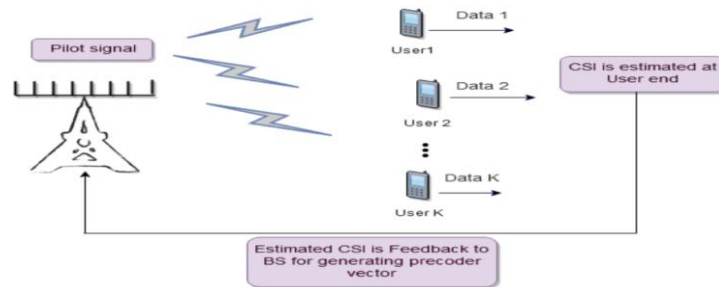 Pilot signal
Data 1
User1
CSI is estimated at
User end
Data 2
User 2
Data K
User K
Estimated CSI is Feedback to
BS for generating precoder
vector